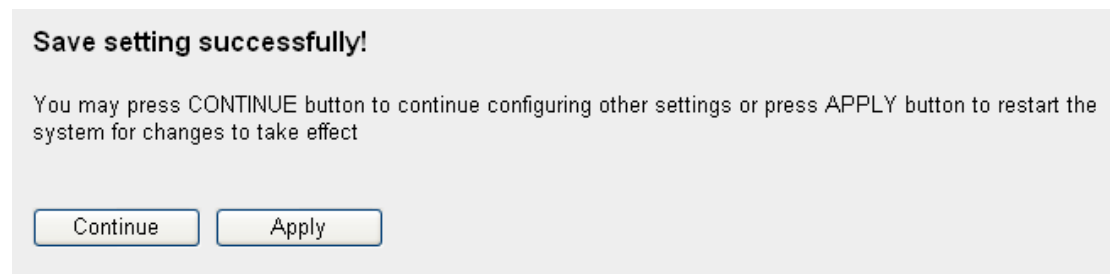 Save setting successfully!
You may press CONTINUE button to continue configuring other settings or press APPLY button to restart the
system for changes to take effect
Continue
Apply